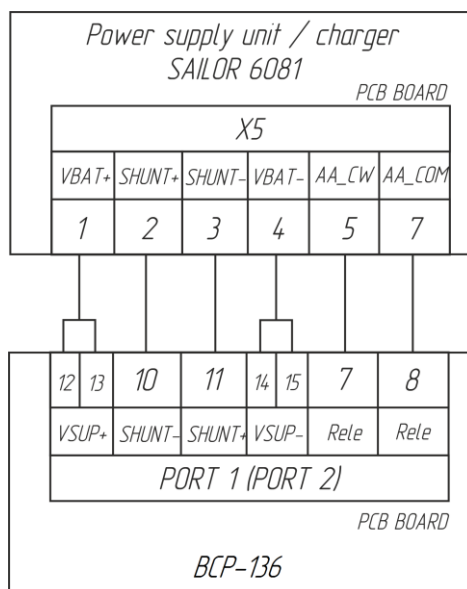 Power supply unit / charger
SAILOR 6081
PCB BOARD
X5
VBAT+ SHUNT+ SHUNT- VBAT- AA_CW AA_COM
1 2 3 4 5 7
12 13 10 11 14 15 7 8
VSUP+ SHUNT- SHUNT+ VSUP- Rele Rele
PORT 1 (PORT 2)
PCB BOARD
BCP-136